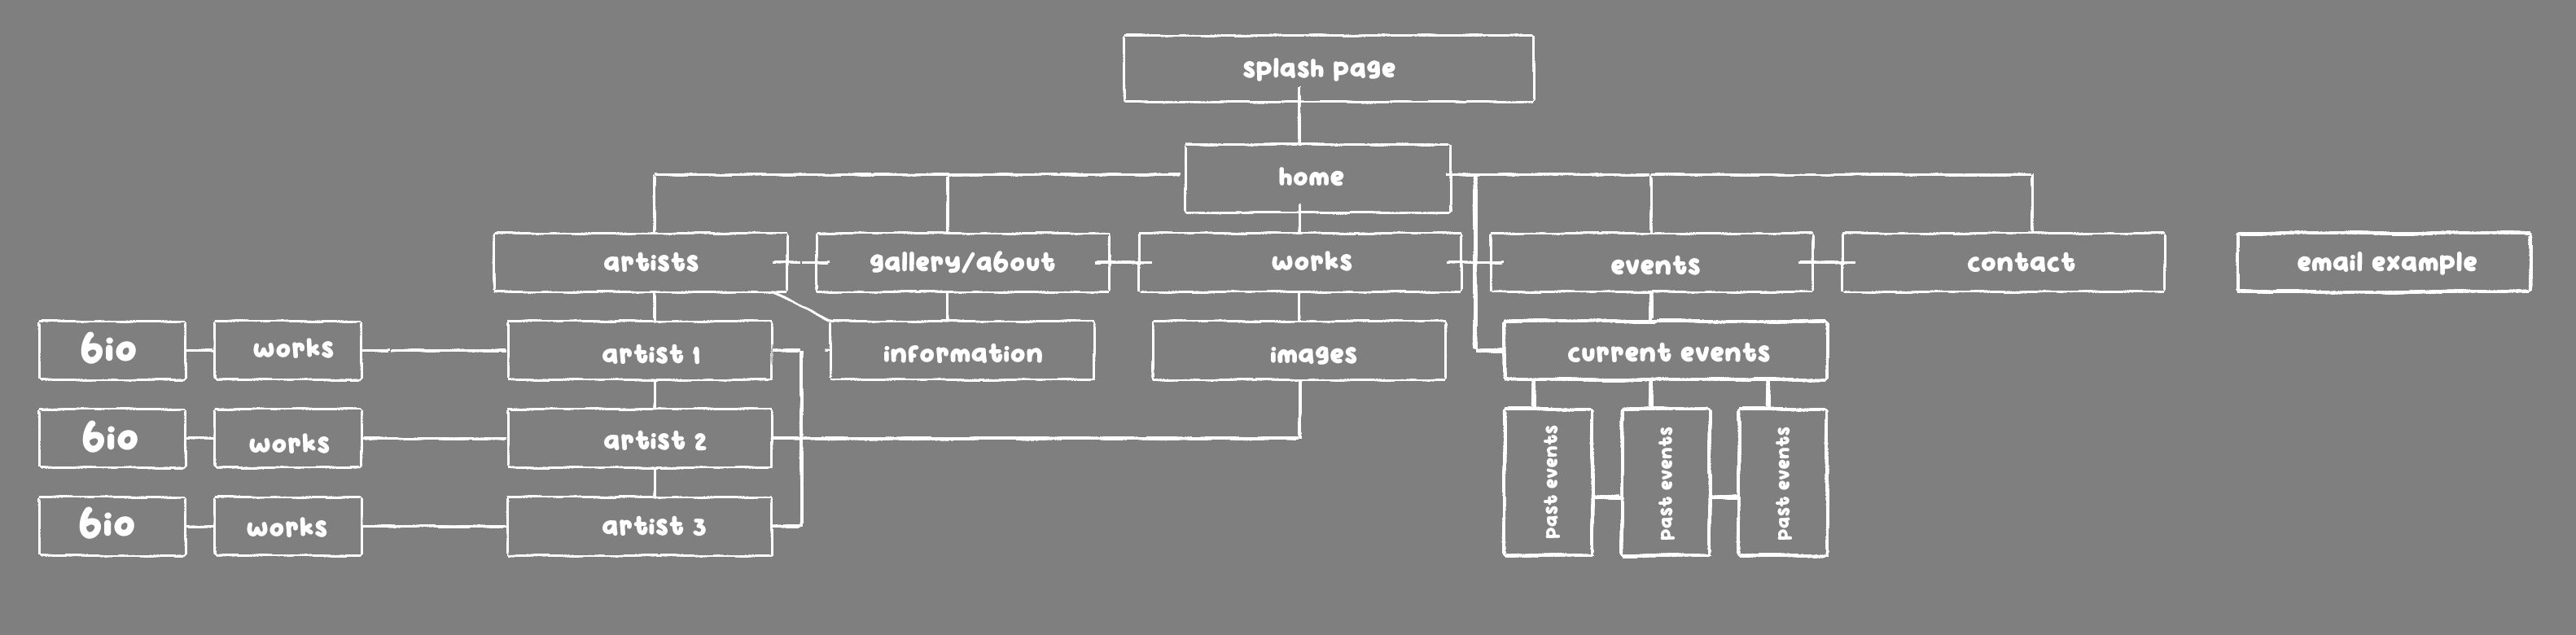 splash page
home
artists
gallery/about
works
events
contact
email example
bio
works
artist 1
information
images
current events
bio
works
artist 2
past events
past events
past events
bio
works
artist 3